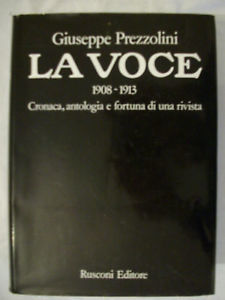 Giuseppe Prezzolini
LA VOCE
1908-1913
Cronaca, antologia e fortuna di una rivista
Rusconi Editore